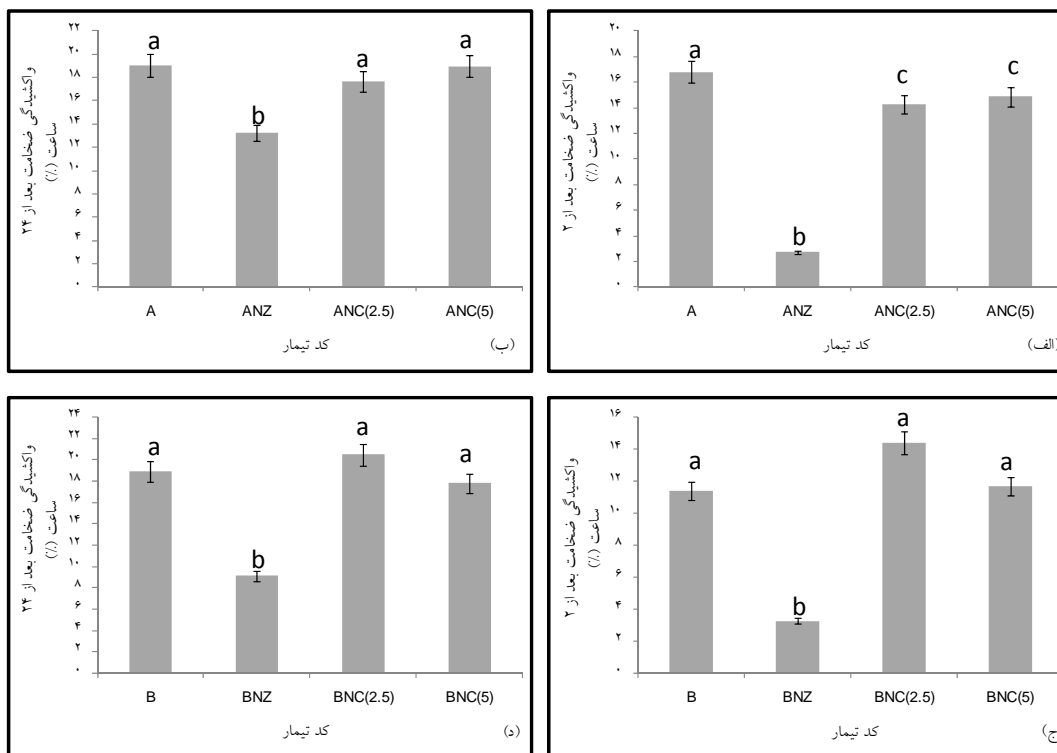 ۲۰
۱۸
۱۶
۱۴
۱۲
۱۰
۸
۶
۴
۲
۰
واکشیدگی ضخامت بعد از ۲
ساعت (٪)
a
b
c
c
A ANZ ANC(2.5) ANC(5)
کد تیمار
(الف)
۲۲
۲۰
۱۸
۱۶
۱۴
۱۲
۱۰
۸
۶
۴
۲
۰
واکشیدگی ضخامت بعد از ۲۴
ساعت (٪)
a
b
a
a
A ANZ ANC(2.5) ANC(5)
کد تیمار
(ب)
۱۶
۱۴
۱۲
۱۰
۸
۶
۴
۲
۰
واکشیدگی ضخامت بعد از ۲
ساعت (٪)
a
b
a
a
B BNZ BNC(2.5) BNC(5)
کد تیمار
(ج)
۲۴
۲۲
۲۰
۱۸
۱۶
۱۴
۱۲
۱۰
۸
۶
۴
۲
۰
واکشیدگی ضخامت بعد از ۲۴
ساعت (٪)
a
b
a
a
B BNZ BNC(2.5) BNC(5)
کد تیمار
(د)